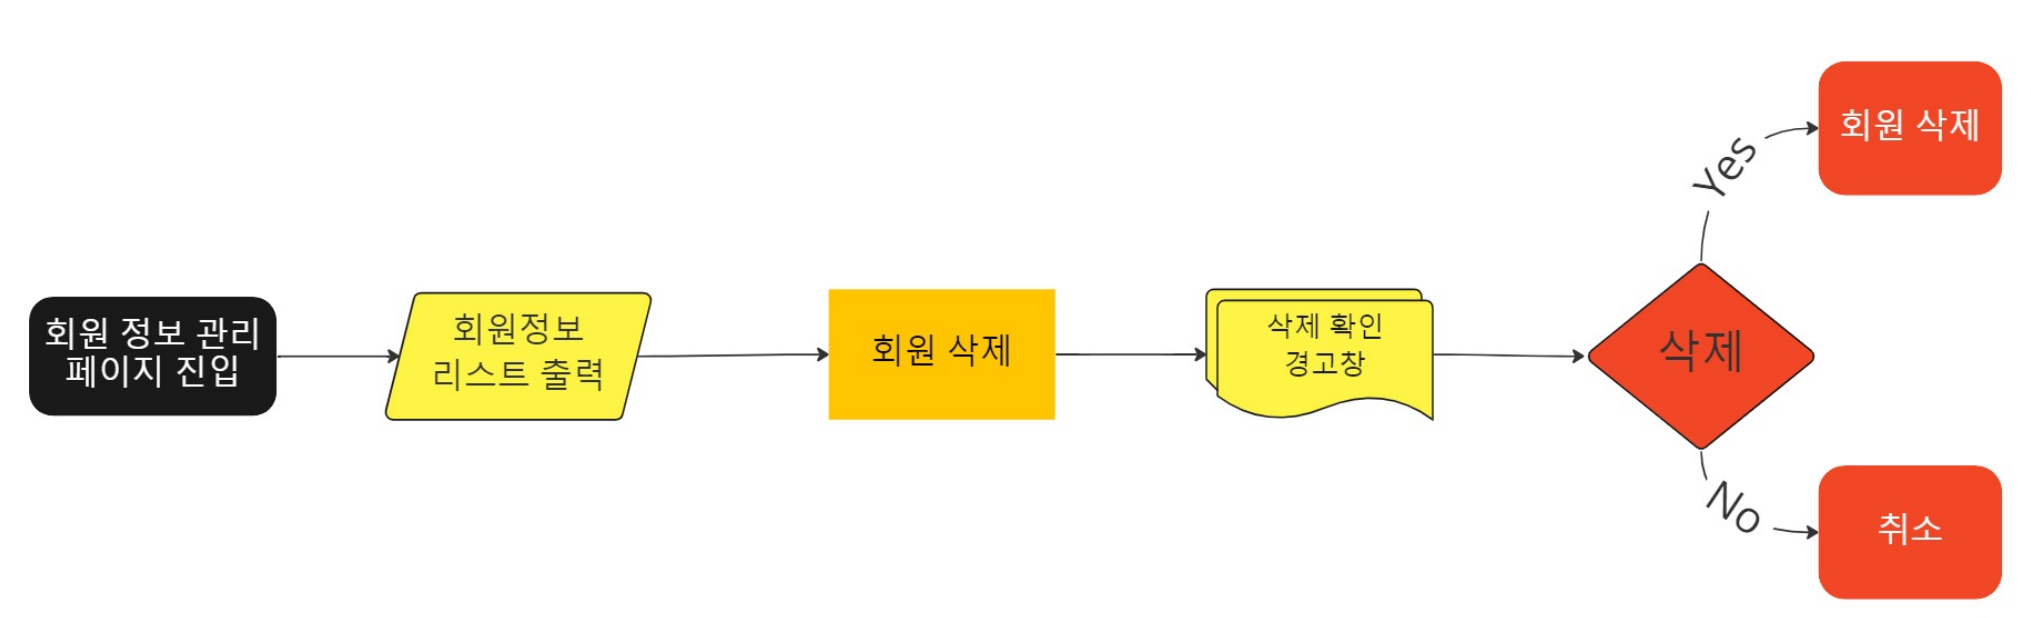 회원 정보 관리
페이지 진입
회원정보
리스트 출력
회원 삭제
삭제 확인
경고창
삭제
Yes
회원 삭제
No
취소